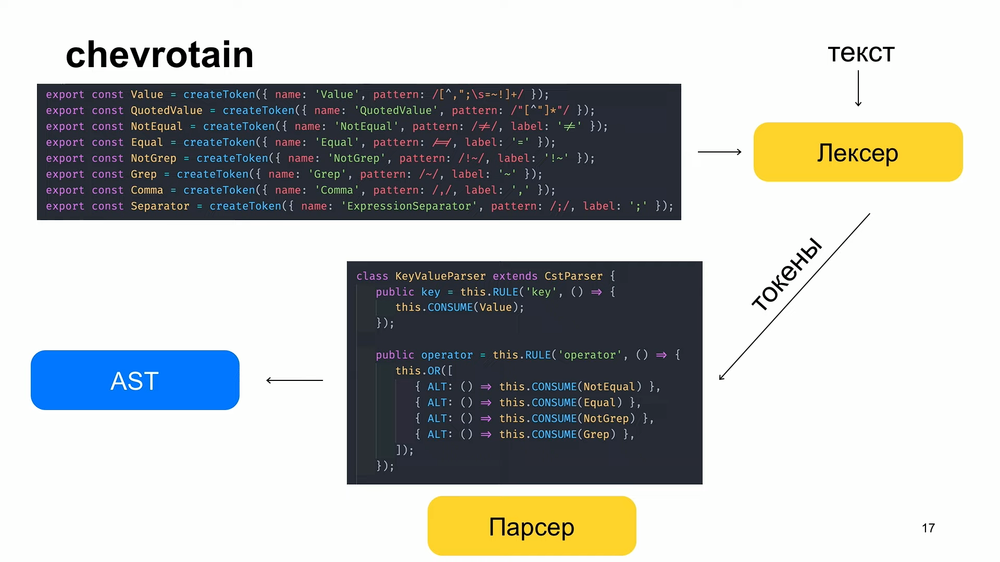 chevrotain
текст
export const Value = createToken({ name: 'Value', pattern: /[^,";\s=~!]+/ });
export const QuotedValue = createToken({ name: 'QuotedValue', pattern: /"[^"]*"/ });
export const NotEqual = createToken({ name: 'NotEqual', pattern: /!=/, label: '!=' });
export const Equal = createToken({ name: 'Equal', pattern: /=/, label: '=' });
export const NotGrep = createToken({ name: 'NotGrep', pattern: /!~/, label: '!~' });
export const Grep = createToken({ name: 'Grep', pattern: /~/, label: '~' });
export const Comma = createToken({ name: 'Comma', pattern: /,/, label: ',' });
export const Separator = createToken({ name: 'ExpressionSeparator', pattern: /;/, label: ';' });
Лексер
токены
class KeyValueParser extends CstParser {
public key = this.RULE('key', () => {
this.CONSUME(Value);
});
public operator = this.RULE('operator', () => {
this.OR([
{ ALT: () => this.CONSUME(NotEqual) },
{ ALT: () => this.CONSUME(Equal) },
{ ALT: () => this.CONSUME(NotGrep) },
{ ALT: () => this.CONSUME(Grep) },
]);
});
AST
Парсер
17